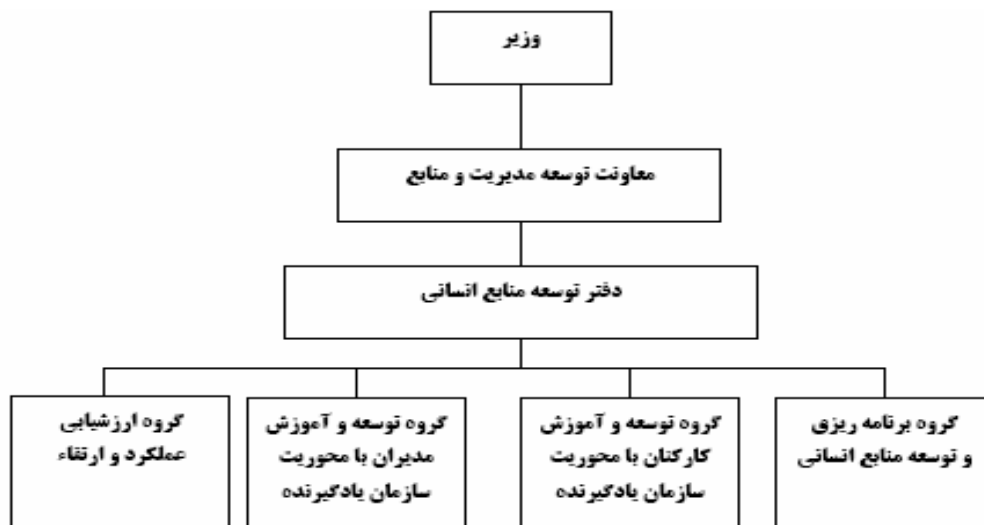 وزیر
معاونت توسعه مدیریت و منابع
دفتر توسعه منابع انسانی
گروه برنامه ریزی
و توسعه منابع انسانی
گروه توسعه و آموزش
کارکنان با محوریت
سازمان یادگیرنده
گروه توسعه و آموزش
مدیران با محوریت
سازمان یادگیرنده
گروه ارزشیابی
عملکرد و ارتقاء